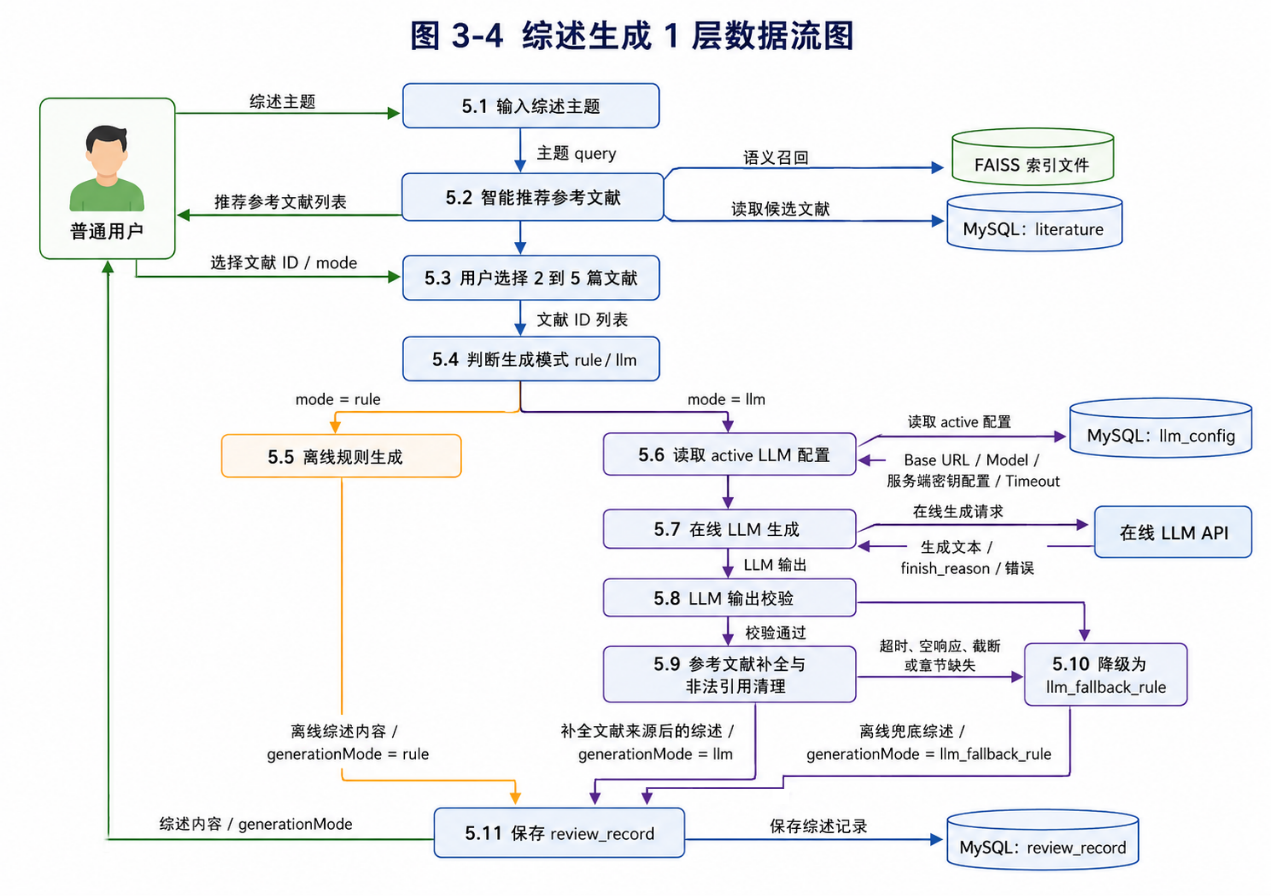 图 3-4 综述生成 1 层数据流图
综述主题
5.1 输入综述主题
普通用户
主题 query
语义召回
FAISS 索引文件
推荐参考文献列表
5.2 智能推荐参考文献
读取候选文献
MySQL：literature
选择文献 ID / mode
5.3 用户选择 2 到 5 篇文献
文献 ID 列表
5.4 判断生成模式 rule / llm
mode = rule
mode = llm
5.5 离线规则生成
5.6 读取 active LLM 配置
读取 active 配置
MySQL：llm_config
Base URL / Model /
服务端密钥配置 / Timeout
5.7 在线 LLM 生成
在线生成请求
在线 LLM API
生成文本 /
finish_reason / 错误
LLM 输出
5.8 LLM 输出校验
校验通过
5.9 参考文献补全与
非法引用清理
超时、空响应、截断
或章节缺失
5.10 降级为
llm_fallback_rule
离线综述内容 /
generationMode = rule
补全文献来源后的综述 /
generationMode = llm
离线兜底综述 /
generationMode = llm_fallback_rule
综述内容 / generationMode
5.11 保存 review_record
保存综述记录
MySQL：review_record